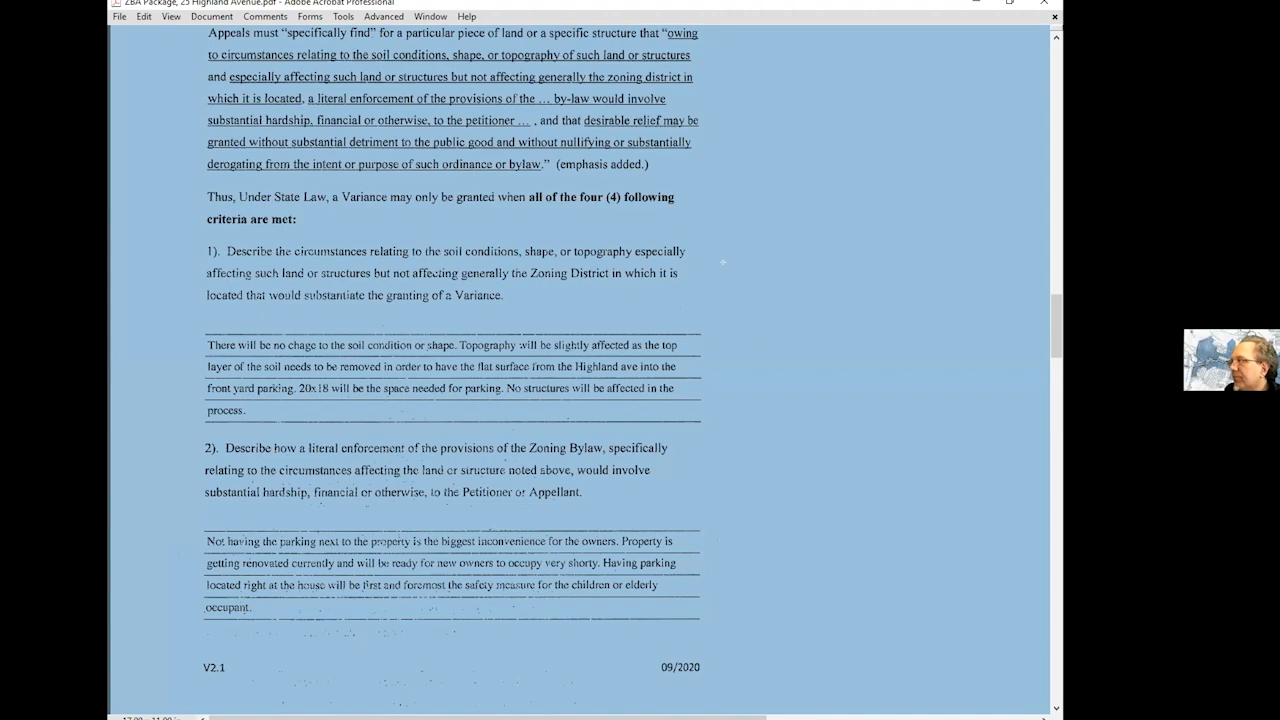 ZBA Package, 25 Highland Avenue.pdf - Adobe Acrobat Professional
File Edit View Document Comments Forms Tools Advanced Window Help
Appeals must “specifically find” for a particular piece of land or a specific structure that “owing
to circumstances relating to the soil conditions, shape, or topography of such land or structures
and especially affecting such land or structures but not affecting generally the zoning district in
which it is located, a literal enforcement of the provisions of the … by-law would involve
substantial hardship, financial or otherwise, to the petitioner … , and that desirable relief may be
granted without substantial detriment to the public good and without nullifying or substantially
derogating from the intent or purpose of such ordinance or bylaw.” (emphasis added.)
Thus, Under State Law, a Variance may only be granted when all of the four (4) following
criteria are met:
1). Describe the circumstances relating to the soil conditions, shape, or topography especially
affecting such land or structures but not affecting generally the Zoning District in which it is
located that would substantiate the granting of a Variance.
There will be no chage to the soil condition or shape. Topography will be slightly affected as the top
layer of the soil needs to be removed in order to have the flat surface from the Highland ave into the
front yard parking. 20x18 will be the space needed for parking. No structures will be affected in the
process.
2). Describe how a literal enforcement of the provisions of the Zoning Bylaw, specifically
relating to the circumstances affecting the land or structure noted above, would involve
substantial hardship, financial or otherwise, to the Petitioner or Appellant.
Not having the parking next to the property is the biggest inconvenience for the owners. Property is
getting renovated currently and will be ready for new owners to occupy very shorty. Having parking
located right at the house will be first and foremost the safety measure for the children or elderly
occupant.
V2.1 09/2020
17.00 x 11.00 in